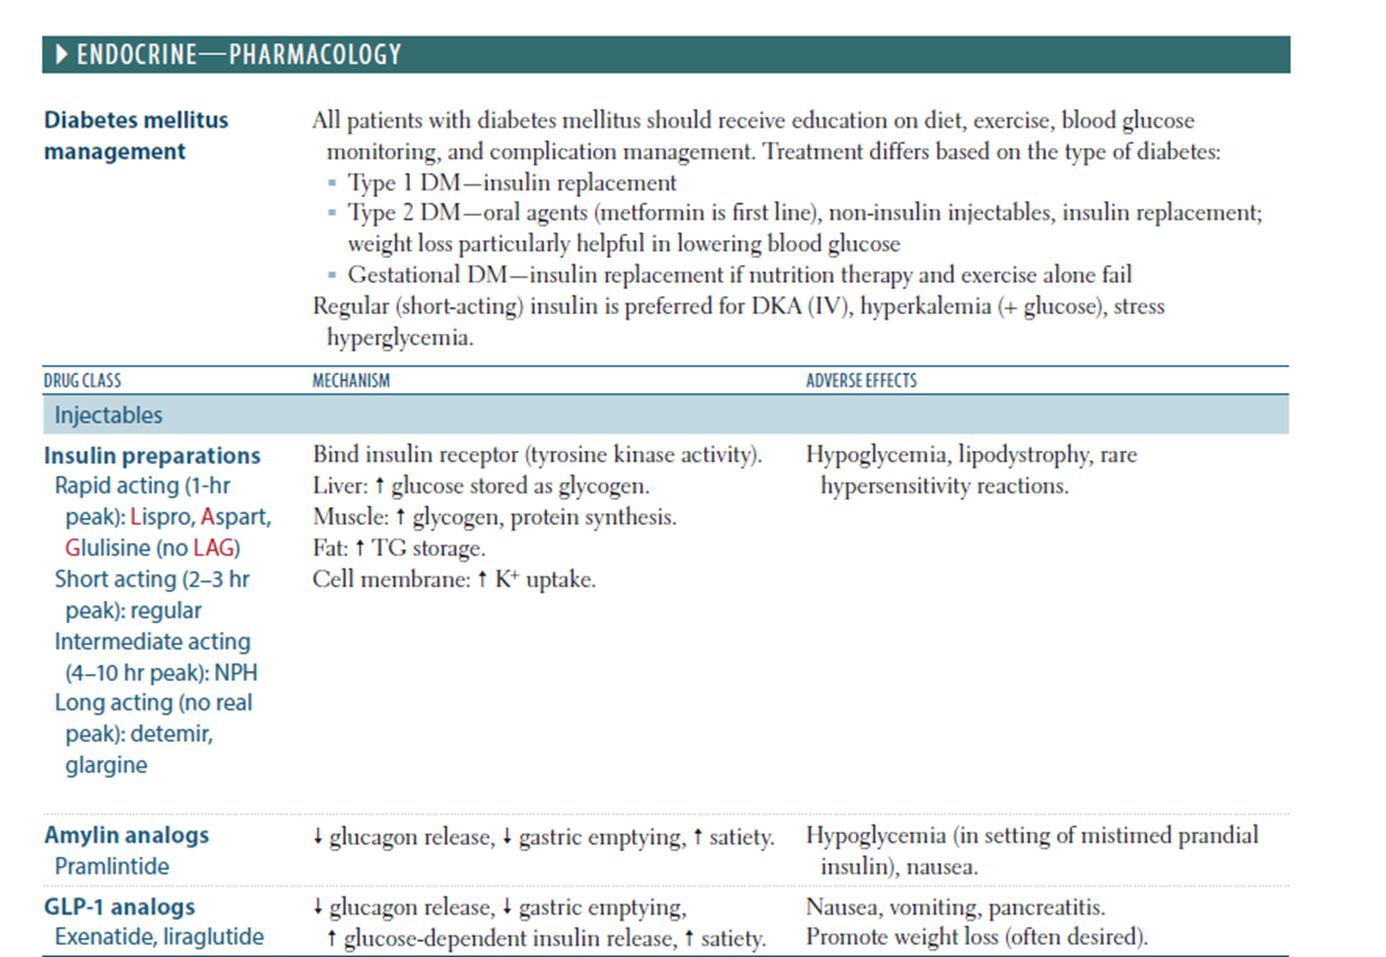 ENDOCRINE—PHARMACOLOGY
Diabetes mellitus
management
All patients with diabetes mellitus should receive education on diet, exercise, blood glucose
monitoring, and complication management. Treatment differs based on the type of diabetes:
▪ Type 1 DM—insulin replacement
▪ Type 2 DM—oral agents (metformin is first line), non-insulin injectables, insulin replacement;
weight loss particularly helpful in lowering blood glucose
▪ Gestational DM—insulin replacement if nutrition therapy and exercise alone fail
Regular (short-acting) insulin is preferred for DKA (IV), hyperkalemia (+ glucose), stress
hyperglycemia.
DRUG CLASS MECHANISM ADVERSE EFFECTS
Injectables
Insulin preparations
Rapid acting (1-hr
peak): Lispro, Aspart,
Glulisine (no LAG)
Short acting (2–3 hr
peak): regular
Intermediate acting
(4–10 hr peak): NPH
Long acting (no real
peak): detemir,
glargine
Bind insulin receptor (tyrosine kinase activity).
Liver: ↑ glucose stored as glycogen.
Muscle: ↑ glycogen, protein synthesis.
Fat: ↑ TG storage.
Cell membrane: ↑ K⁺ uptake.
Hypoglycemia, lipodystrophy, rare
hypersensitivity reactions.
Amylin analogs
Pramlintide
↓ glucagon release, ↓ gastric emptying, ↑ satiety.
Hypoglycemia (in setting of mistimed prandial
insulin), nausea.
GLP-1 analogs
Exenatide, liraglutide
↓ glucagon release, ↓ gastric emptying,
↑ glucose-dependent insulin release, ↑ satiety.
Nausea, vomiting, pancreatitis.
Promote weight loss (often desired).